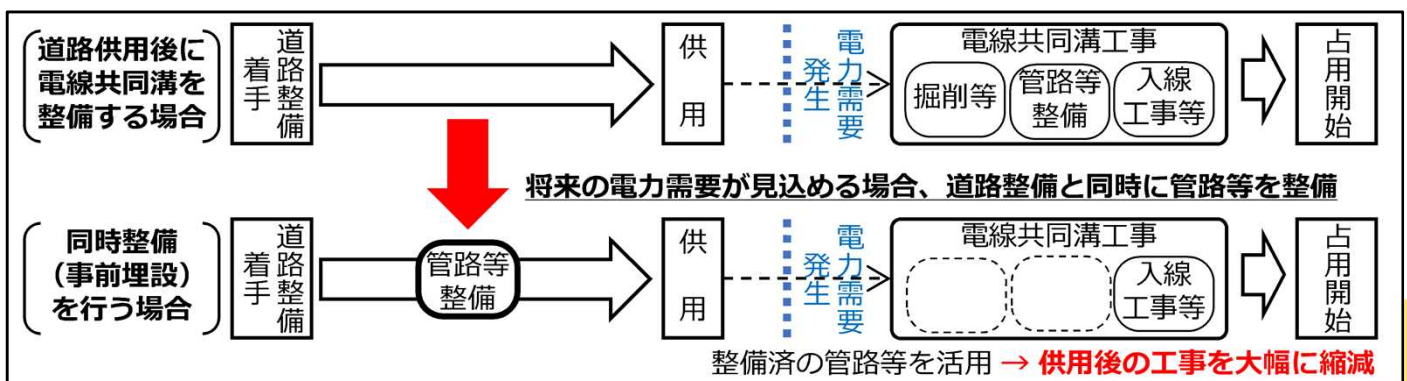 道路供用後に
電線共同溝を
整備する場合
道路整備
着手
供用
電力需要
発生
電線共同溝工事
掘削等
管路等
整備
入線
工事等
占用開始
将来の電力需要が見込める場合、道路整備と同時に管路等を整備
同時整備
（事前埋設）
を行う場合
道路整備
着手
管路等
整備
供用
電力需要
発生
電線共同溝工事
入線
工事等
占用開始
整備済の管路等を活用 → 供用後の工事を大幅に縮減